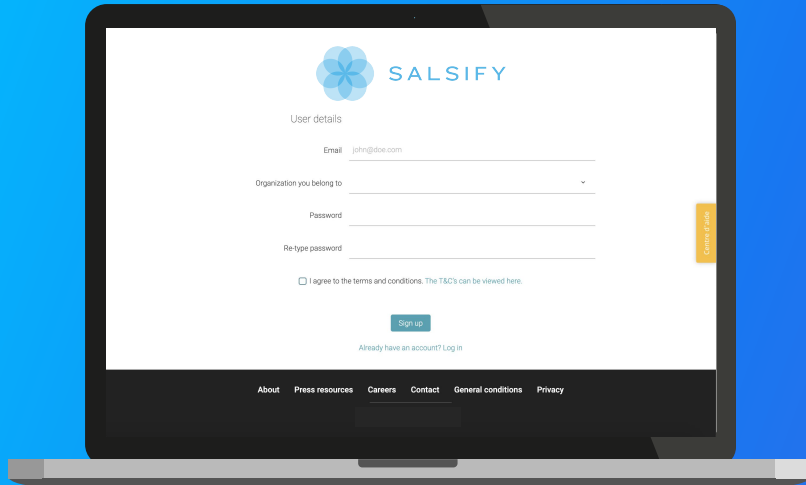 SALSIFY
User details
Email john@doe.com
Organization you belong to
Password
Re-type password
I agree to the terms and conditions. The T&C's can be viewed here.
Sign up
Already have an account? Log in
Centre d'aide
About Press resources Careers Contact General conditions Privacy